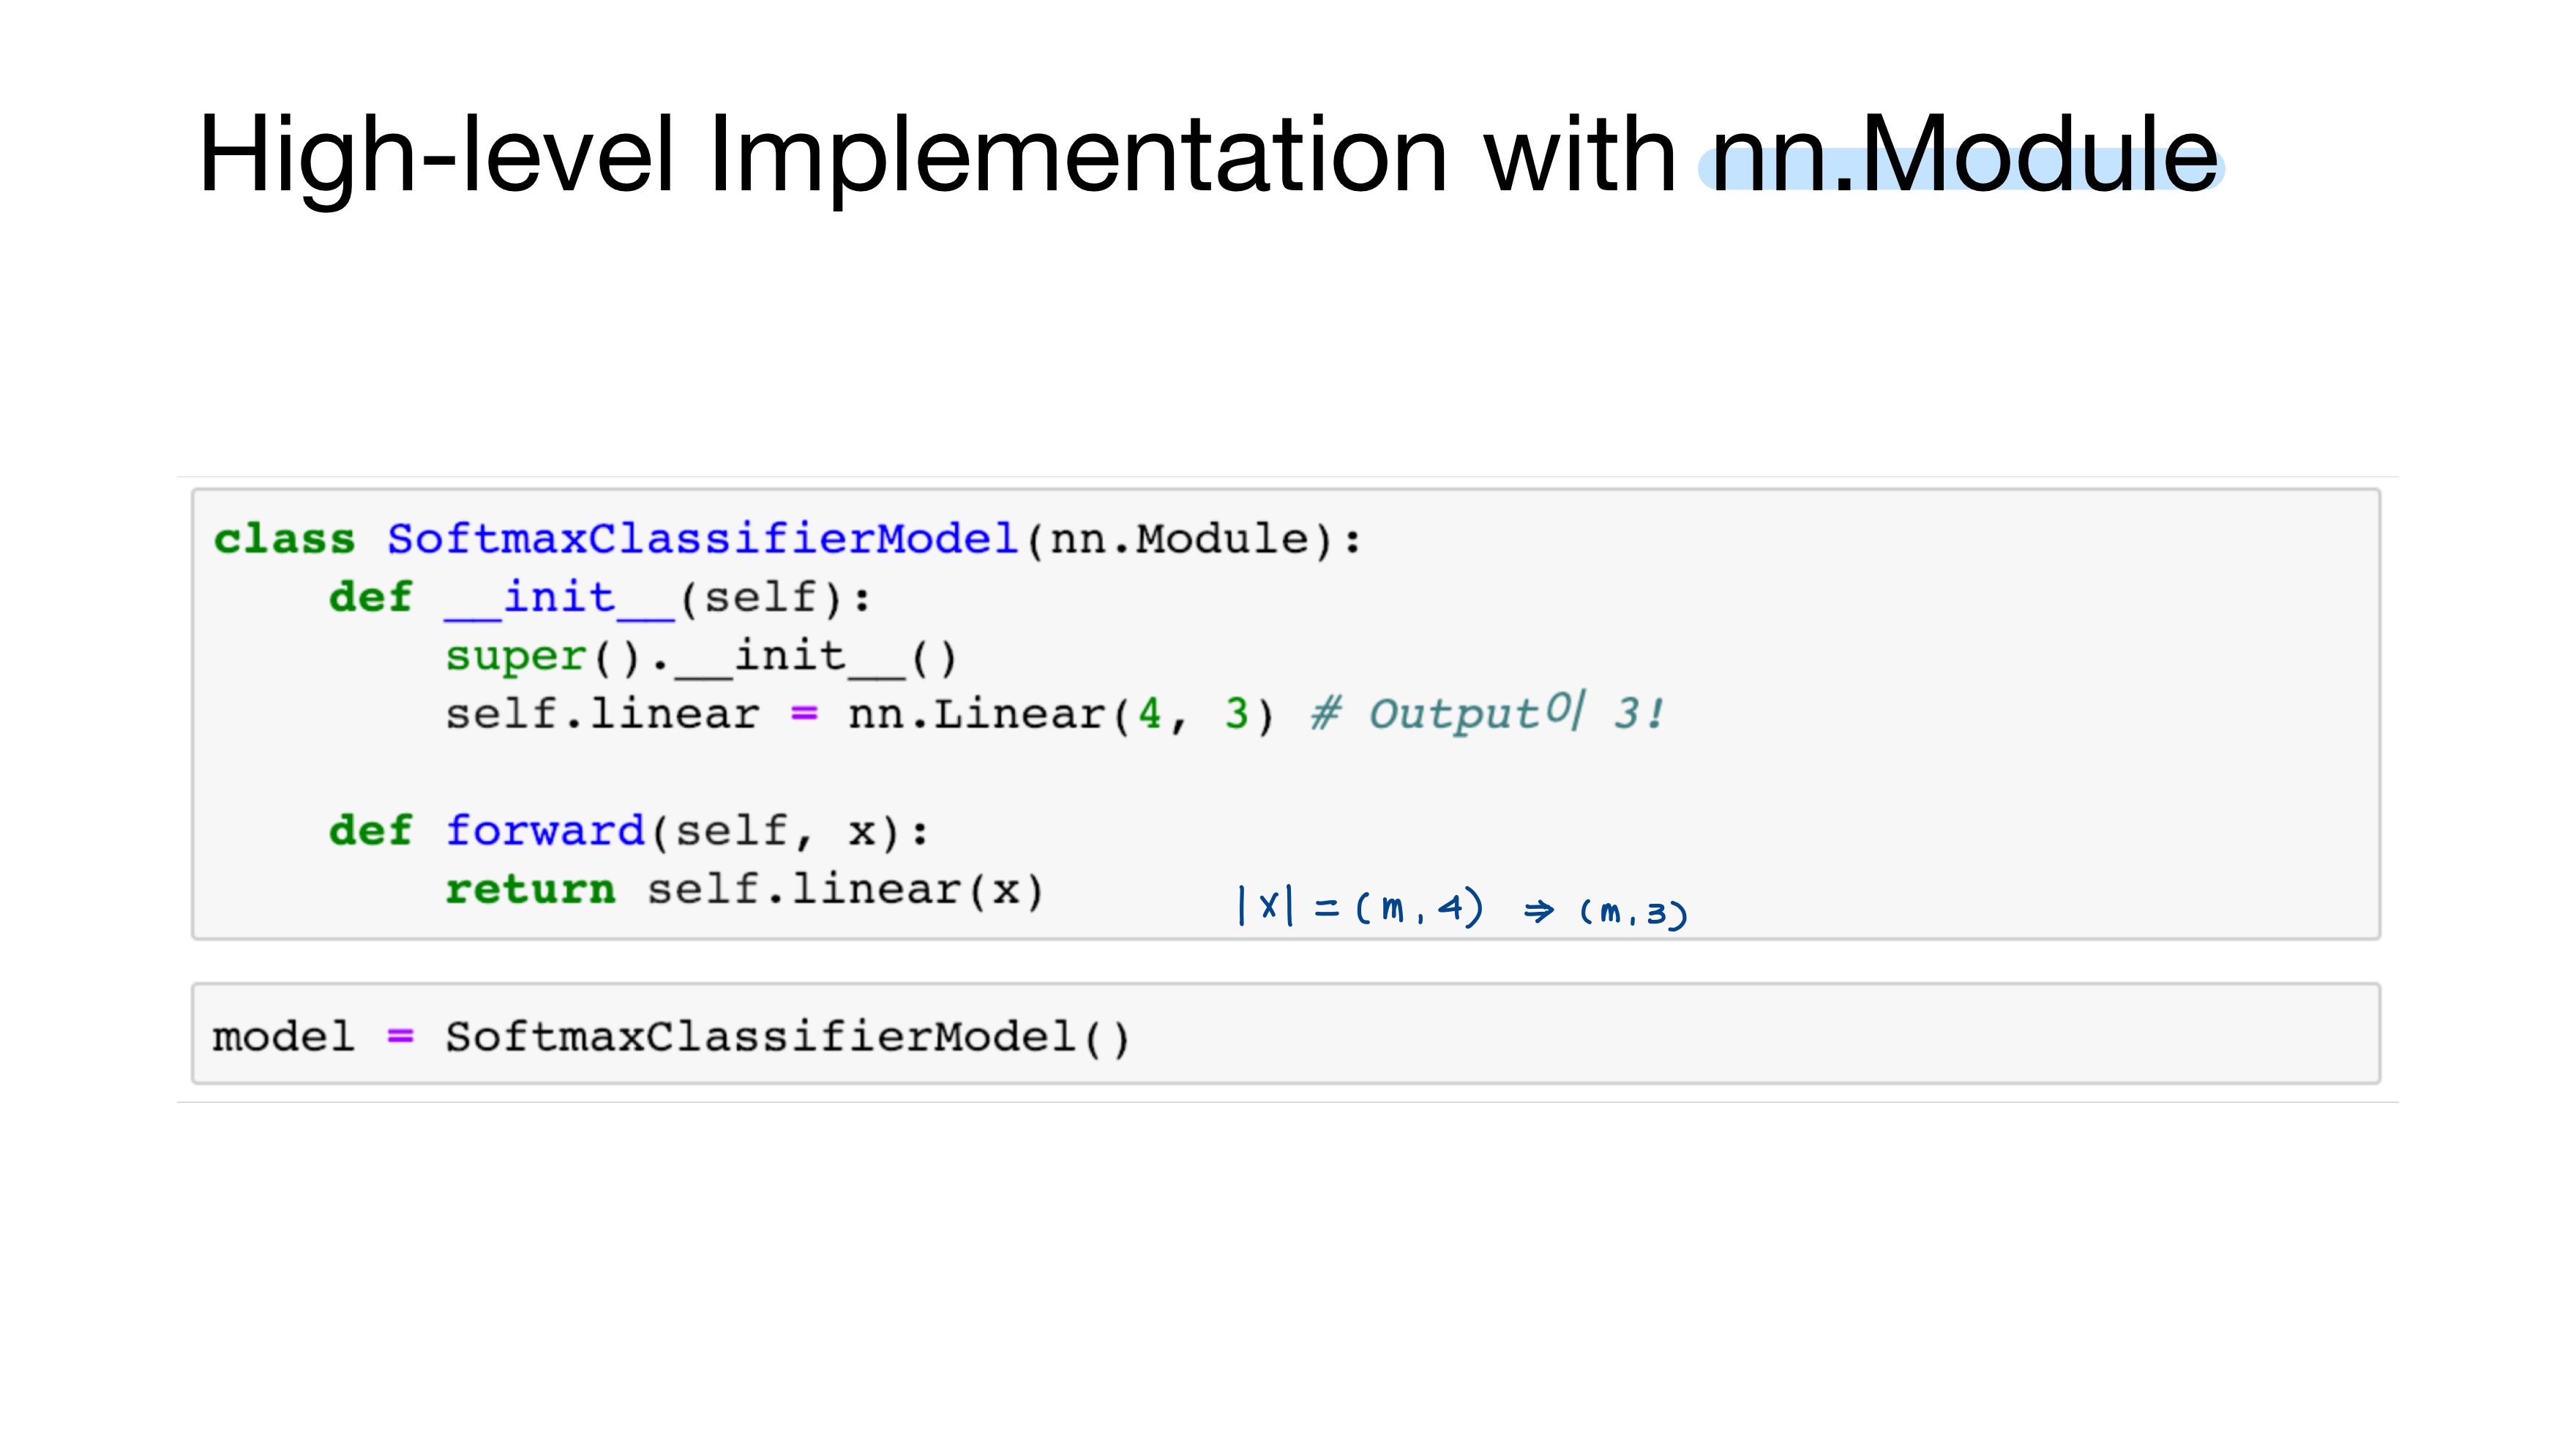 High-level Implementation with nn.Module
class SoftmaxClassifierModel(nn.Module):
    def __init__(self):
        super().__init__()
        self.linear = nn.Linear(4, 3) # Output이 3!
    def forward(self, x):
        return self.linear(x)
|x| = (m, 4) ⇒ (m, 3)
model = SoftmaxClassifierModel()